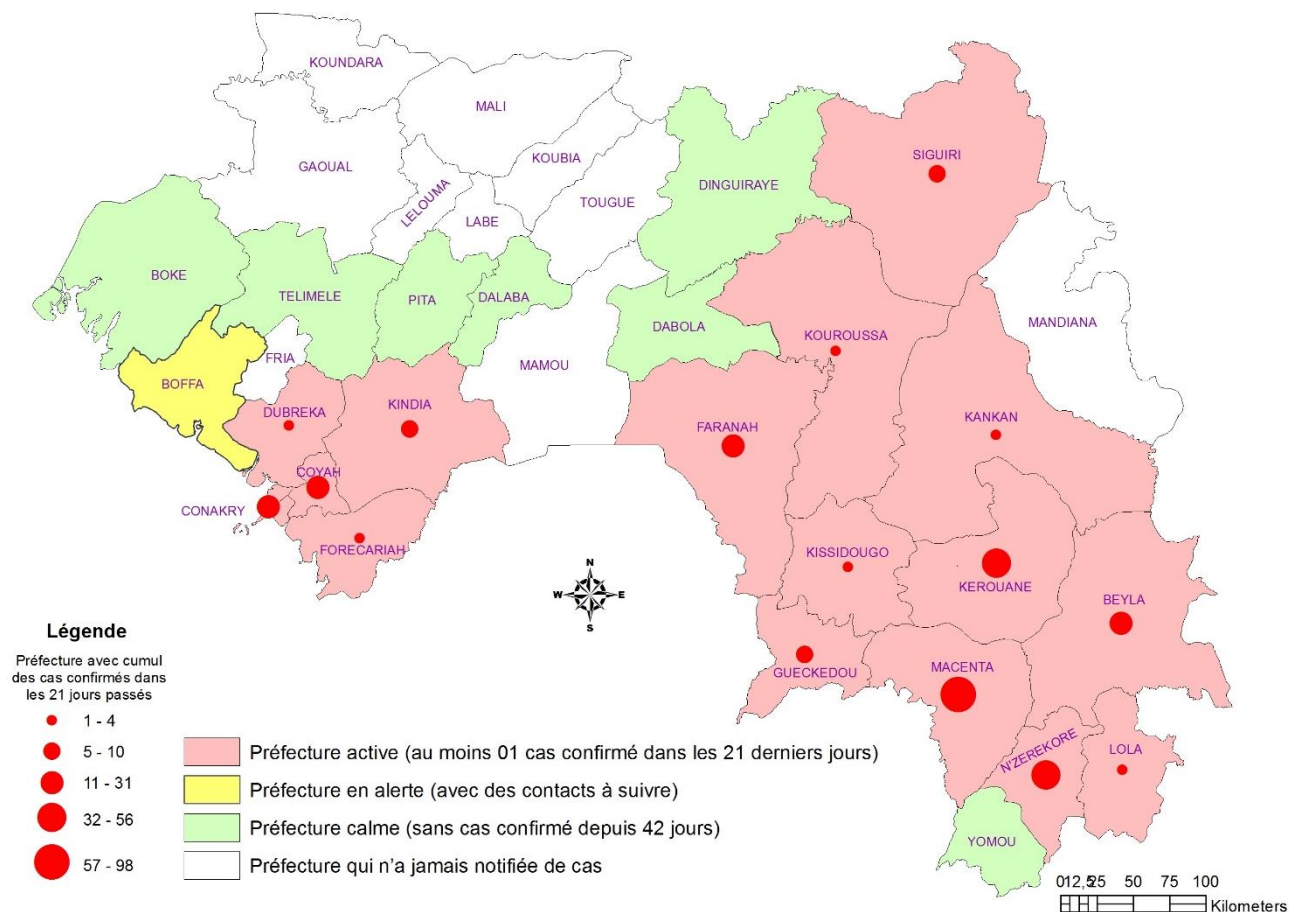 KOUNDARA
MALI
SIGUIRI
GAOUAL
KOUBIA
DINGUIRAYE
LELOUMA
TOUGUE
LABE
BOKE
TELIMELE
PITA
DALABA
DABOLA
KOUROUSSA
MANDIANA
FRIA
MAMOU
BOFFA
DUBREKA
KINDIA
FARANAH
KANKAN
COYAH
CONAKRY
FORECARIAH
KISSIDOUGO
KEROUANE
BEYLA
N
W E
S
GUECKEDOU
MACENTA
N'ZEREKORE
LOLA
YOMOU
Légende
Préfecture avec cumul
des cas confirmés dans
les 21 jours passés
1 - 4
5 - 10
11 - 31
32 - 56
57 - 98
Préfecture active (au moins 01 cas confirmé dans les 21 derniers jours)
Préfecture en alerte (avec des contacts à suivre)
Préfecture calme (sans cas confirmé depuis 42 jours)
Préfecture qui n'a jamais notifiée de cas
012,525 50 75 100
Kilometers